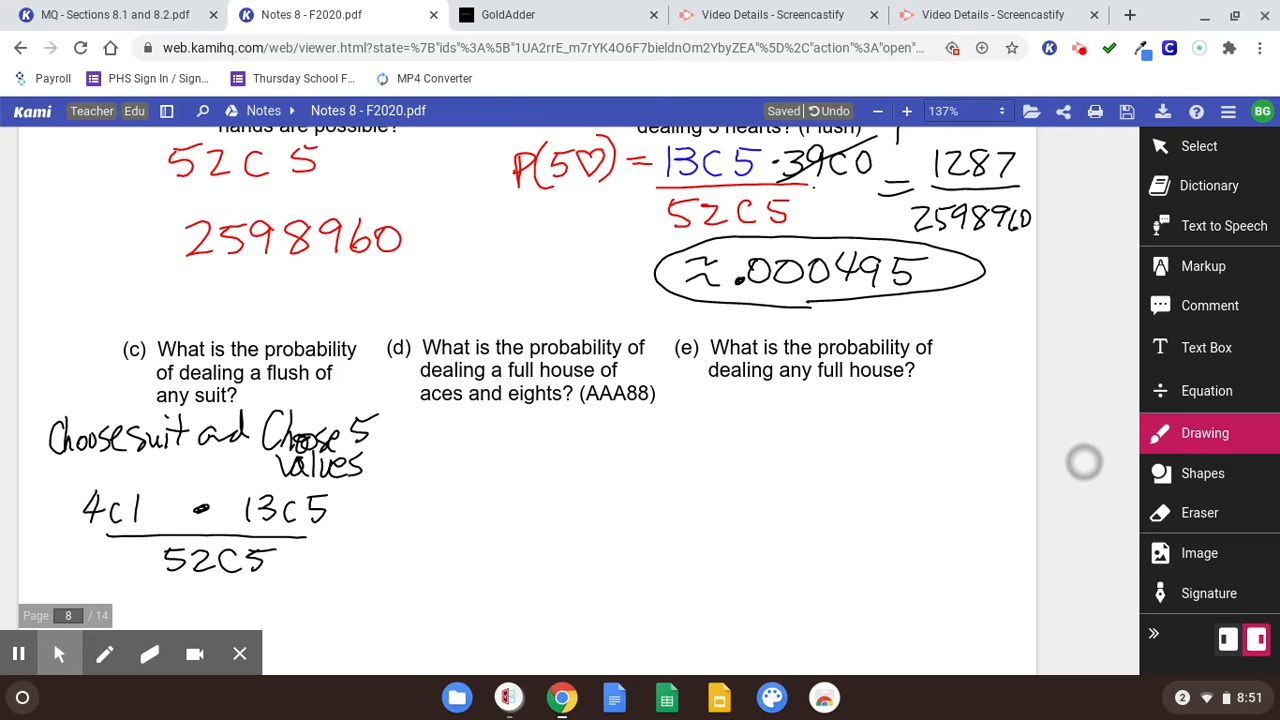 MQ - Sections 8.1 and 8.2.pdf
Notes 8 - F2020.pdf
GoldAdder
Video Details - Screencastify
Video Details - Screencastify
web.kamihq.com/web/viewer.html?state=%7B"ids"%3A%5B"1UA2rrE_m7rYK4O6F7bieldnOm2YbyZEA"%5D%2C"action"%3A"open"...
Payroll
PHS Sign In / Sign...
Thursday School F...
MP4 Converter
Kami
Teacher
Edu
Notes
Notes 8 - F2020.pdf
Saved
Undo
137%
BG
hands are possible?
52C5
2598960
dealing 5 hearts? (Flush)
P(5♡) = 13C5 · 39C0
52C5
= 1287
2598960
≈ .000495
(c) What is the probability
of dealing a flush of
any suit?
Choose suit and Choose 5
values
4C1 • 13C5
52C5
(d) What is the probability of
dealing a full house of
aces and eights? (AAA88)
(e) What is the probability of
dealing any full house?
Select
Dictionary
Text to Speech
Markup
Comment
Text Box
Equation
Drawing
Shapes
Eraser
Image
Signature
Page 8 / 14
2
8:51